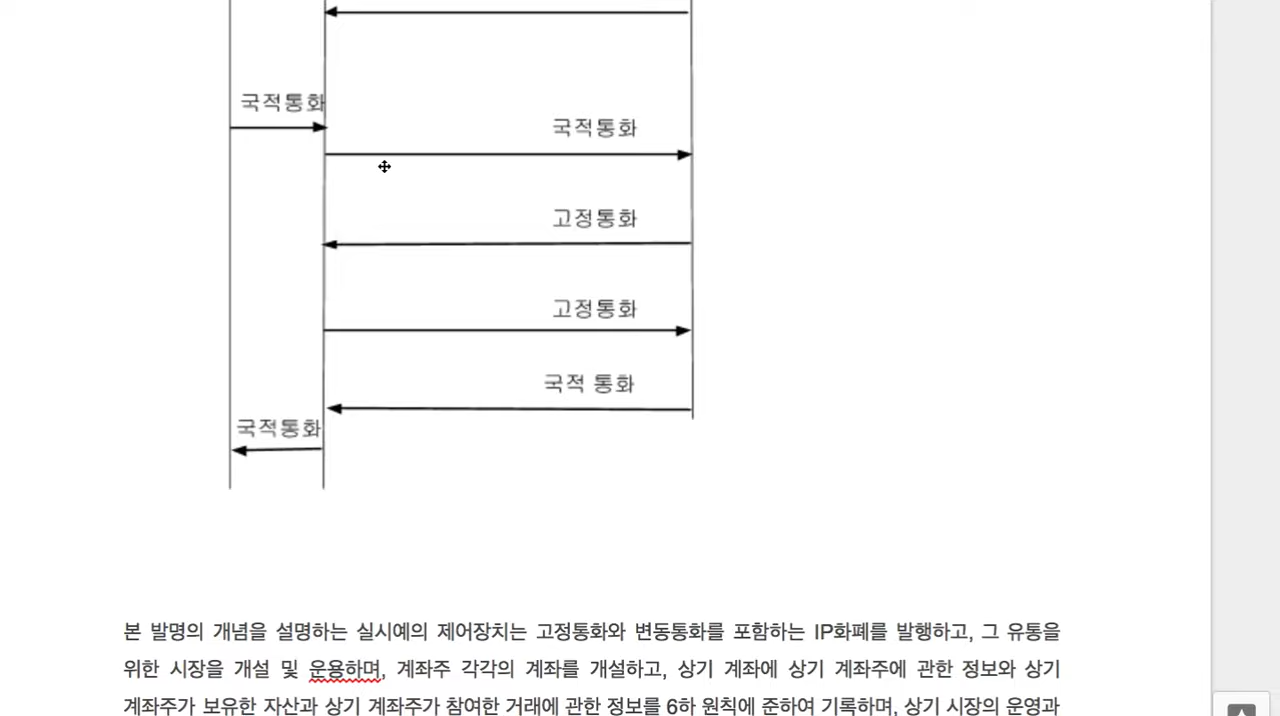 국적통화
국적통화
고정통화
고정통화
국적 통화
국적통화
본 발명의 개념을 설명하는 실시예의 제어장치는 고정통화와 변동통화를 포함하는 IP화폐를 발행하고, 그 유통을
위한 시장을 개설 및 운용하며, 계좌주 각각의 계좌를 개설하고, 상기 계좌에 상기 계좌주에 관한 정보와 상기
계좌주가 보유한 자산과 상기 계좌주가 참여한 거래에 관한 정보를 6하 원칙에 준하여 기록하며, 상기 시장의 운영과